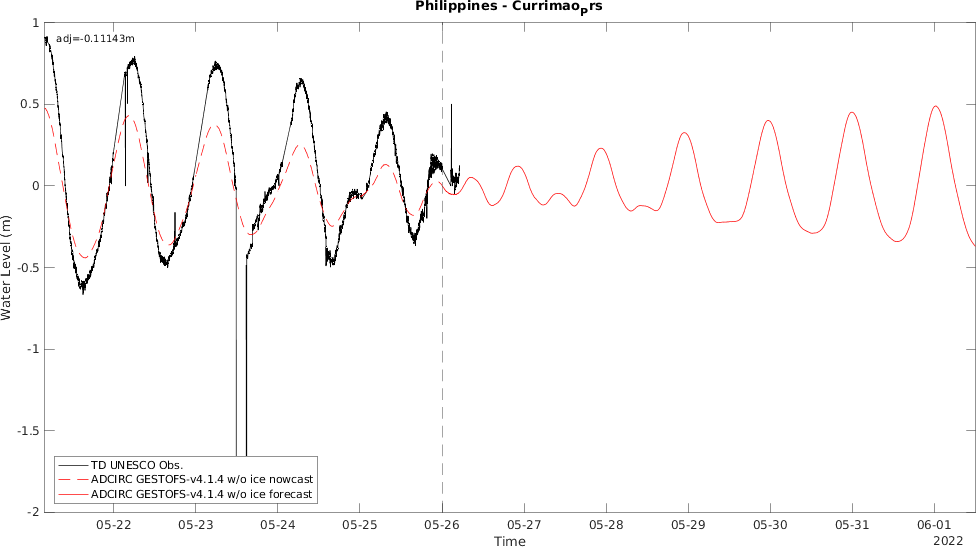 Philippines - Currimao_prs
adj=-0.11143m
1
0.5
0
-0.5
-1
-1.5
-2
Water Level (m)
TD UNESCO Obs.
ADCIRC GESTOFS-v4.1.4 w/o ice nowcast
ADCIRC GESTOFS-v4.1.4 w/o ice forecast
05-22 05-23 05-24 05-25 05-26 05-27 05-28 05-29 05-30 05-31 06-01
Time
2022